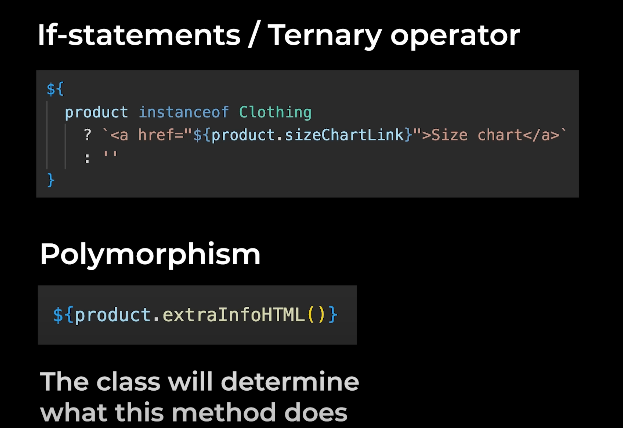 If-statements / Ternary operator
${
product instanceof Clothing
? `<a href="${product.sizeChartLink}">Size chart</a>`
: ''
}
Polymorphism
${product.extraInfoHTML()}
The class will determine
what this method does